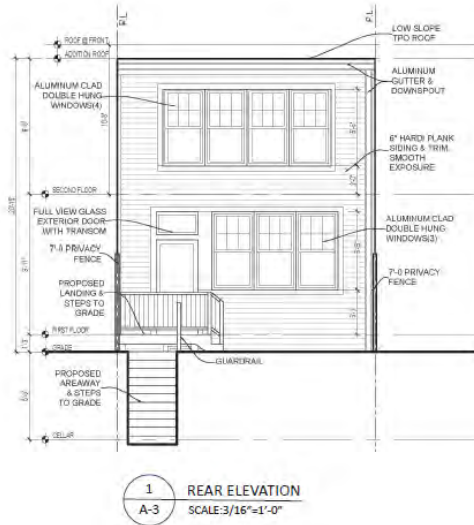 P.L.
P.L.
ROOF @ FRONT
ADDITION ROOF
LOW SLOPE
TPO ROOF
ALUMINUM
GUTTER &
DOWNSPOUT
ALUMINUM CLAD
DOUBLE HUNG
WINDOWS(4)
6" HARDI PLANK
SIDING & TRIM.
SMOOTH
EXPOSURE
SECOND FLOOR
FULL VIEW GLASS
EXTERIOR DOOR
WITH TRANSOM
ALUMINUM CLAD
DOUBLE HUNG
WINDOWS(3)
7'-0 PRIVACY
FENCE
7'-0 PRIVACY
FENCE
PROPOSED
LANDING &
STEPS TO
GRADE
FIRST FLOOR
GRADE
GUARDRAIL
PROPOSED
AREAWAY
& STEPS
TO GRADE
CELLAR
1
A-3
REAR ELEVATION
SCALE:3/16"=1'-0"